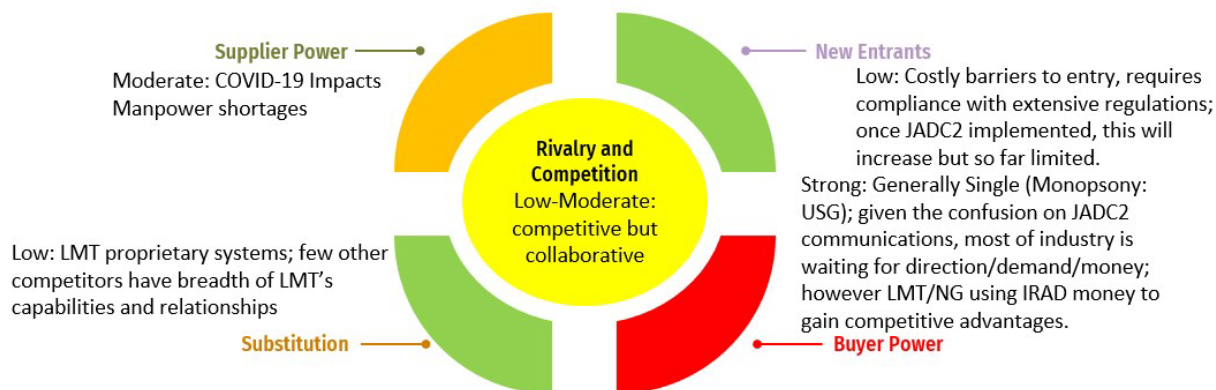 Supplier Power
Moderate: COVID-19 Impacts
Manpower shortages
New Entrants
Low: Costly barriers to entry, requires
compliance with extensive regulations;
once JADC2 implemented, this will
increase but so far limited.
Rivalry and
Competition
Low-Moderate:
competitive but
collaborative
Low: LMT proprietary systems; few other
competitors have breadth of LMT's
capabilities and relationships
Substitution
Strong: Generally Single (Monopsony:
USG); given the confusion on JADC2
communications, most of industry is
waiting for direction/demand/money;
however LMT/NG using IRAD money to
gain competitive advantages.
Buyer Power